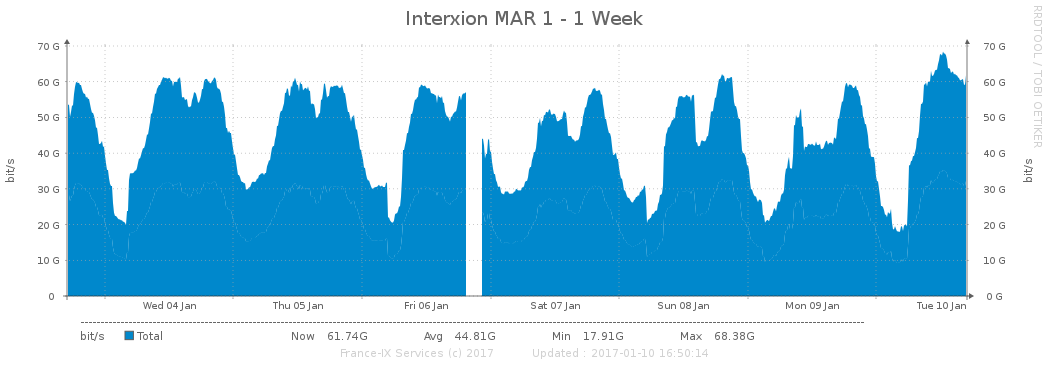 Interxion MAR 1 - 1 Week
RRDTOOL / TOBI OETIKER
bit/s
70 G 70 G
60 G 60 G
50 G 50 G
40 G 40 G
30 G 30 G
20 G 20 G
10 G 10 G
0 0 G
bit/s
Wed 04 Jan Thu 05 Jan Fri 06 Jan Sat 07 Jan Sun 08 Jan Mon 09 Jan Tue 10 Jan
bit/s Total Now 61.74G Avg 44.81G Min 17.91G Max 68.38G
France-IX Services (c) 2017 Updated : 2017-01-10 16:50:14